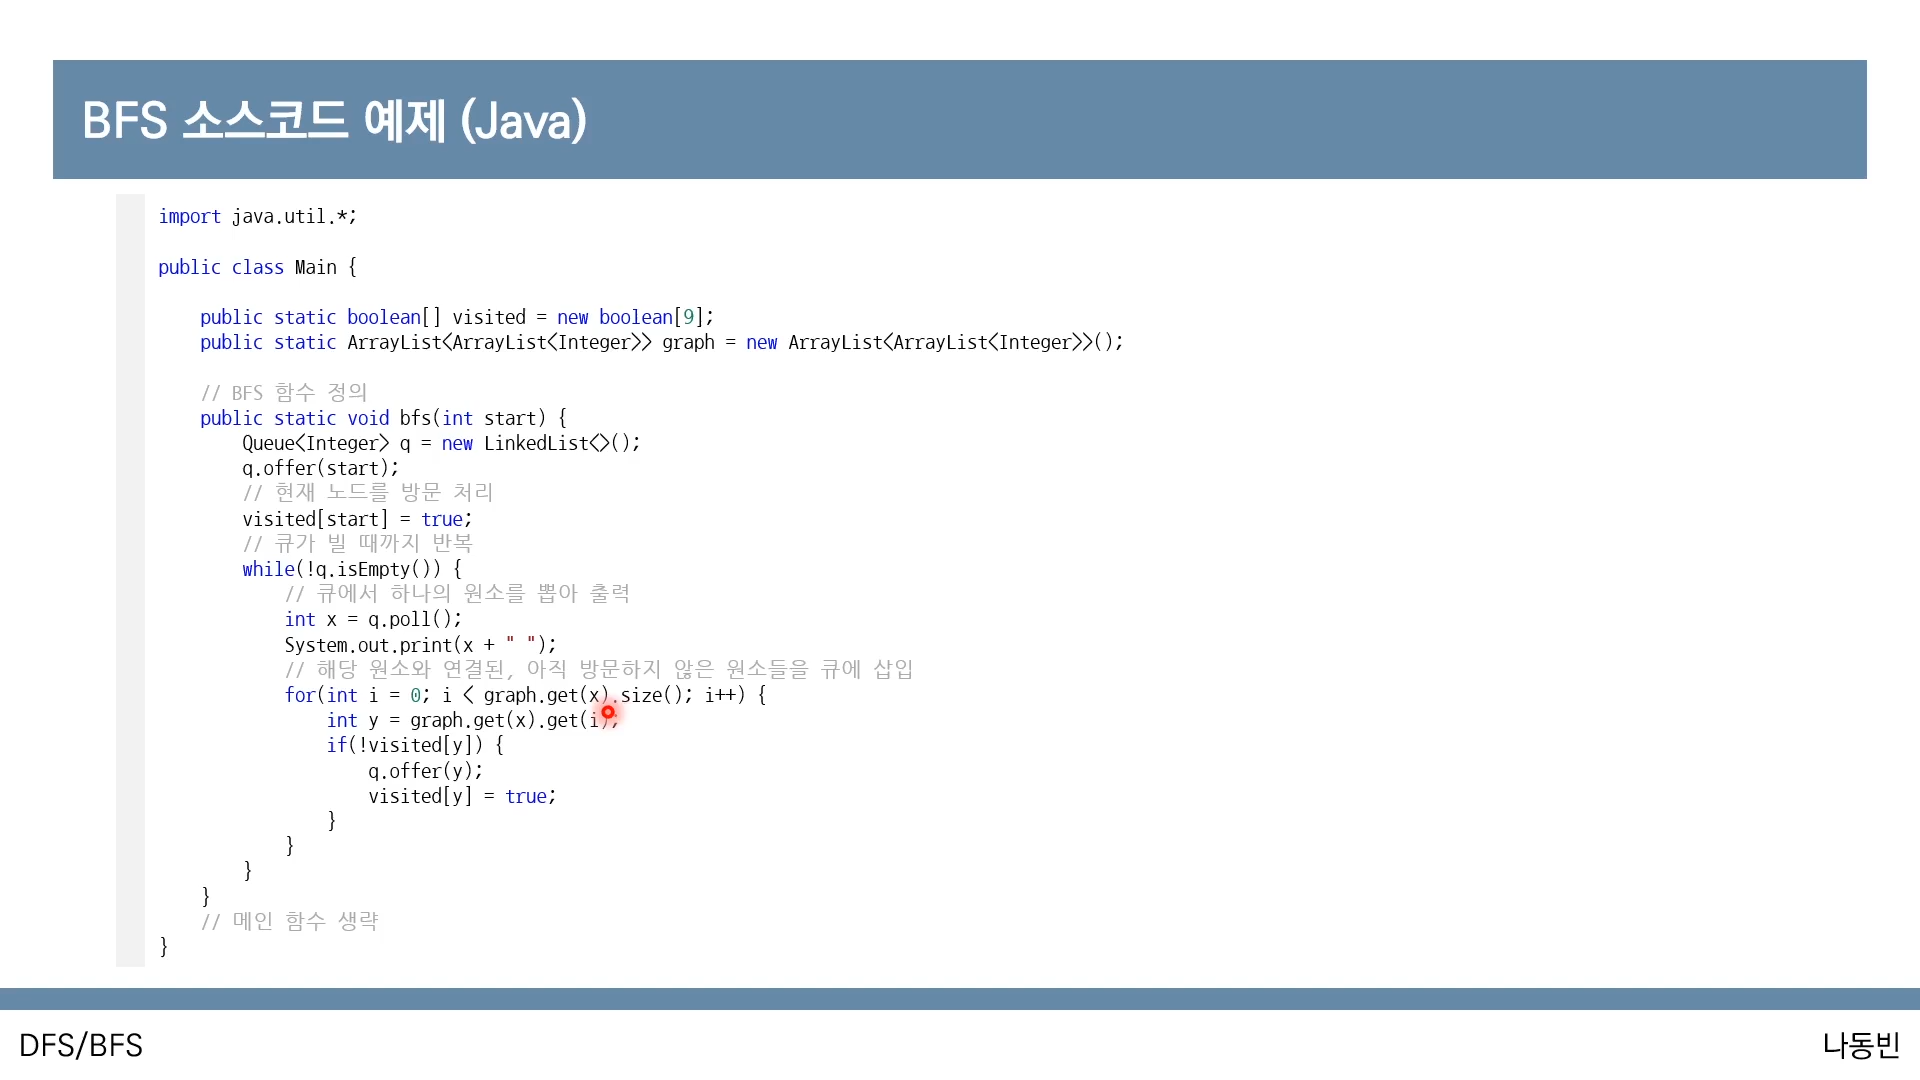 BFS 소스코드 예제 (Java)
import java.util.*;
public class Main {
public static boolean[] visited = new boolean[9];
public static ArrayList<ArrayList<Integer>> graph = new ArrayList<ArrayList<Integer>>();
// BFS 함수 정의
public static void bfs(int start) {
Queue<Integer> q = new LinkedList<>();
q.offer(start);
// 현재 노드를 방문 처리
visited[start] = true;
// 큐가 빌 때까지 반복
while(!q.isEmpty()) {
// 큐에서 하나의 원소를 뽑아 출력
int x = q.poll();
System.out.print(x + " ");
// 해당 원소와 연결된, 아직 방문하지 않은 원소들을 큐에 삽입
for(int i = 0; i < graph.get(x).size(); i++) {
int y = graph.get(x).get(i);
if(!visited[y]) {
q.offer(y);
visited[y] = true;
}
}
}
}
// 메인 함수 생략
}
DFS/BFS
나동빈